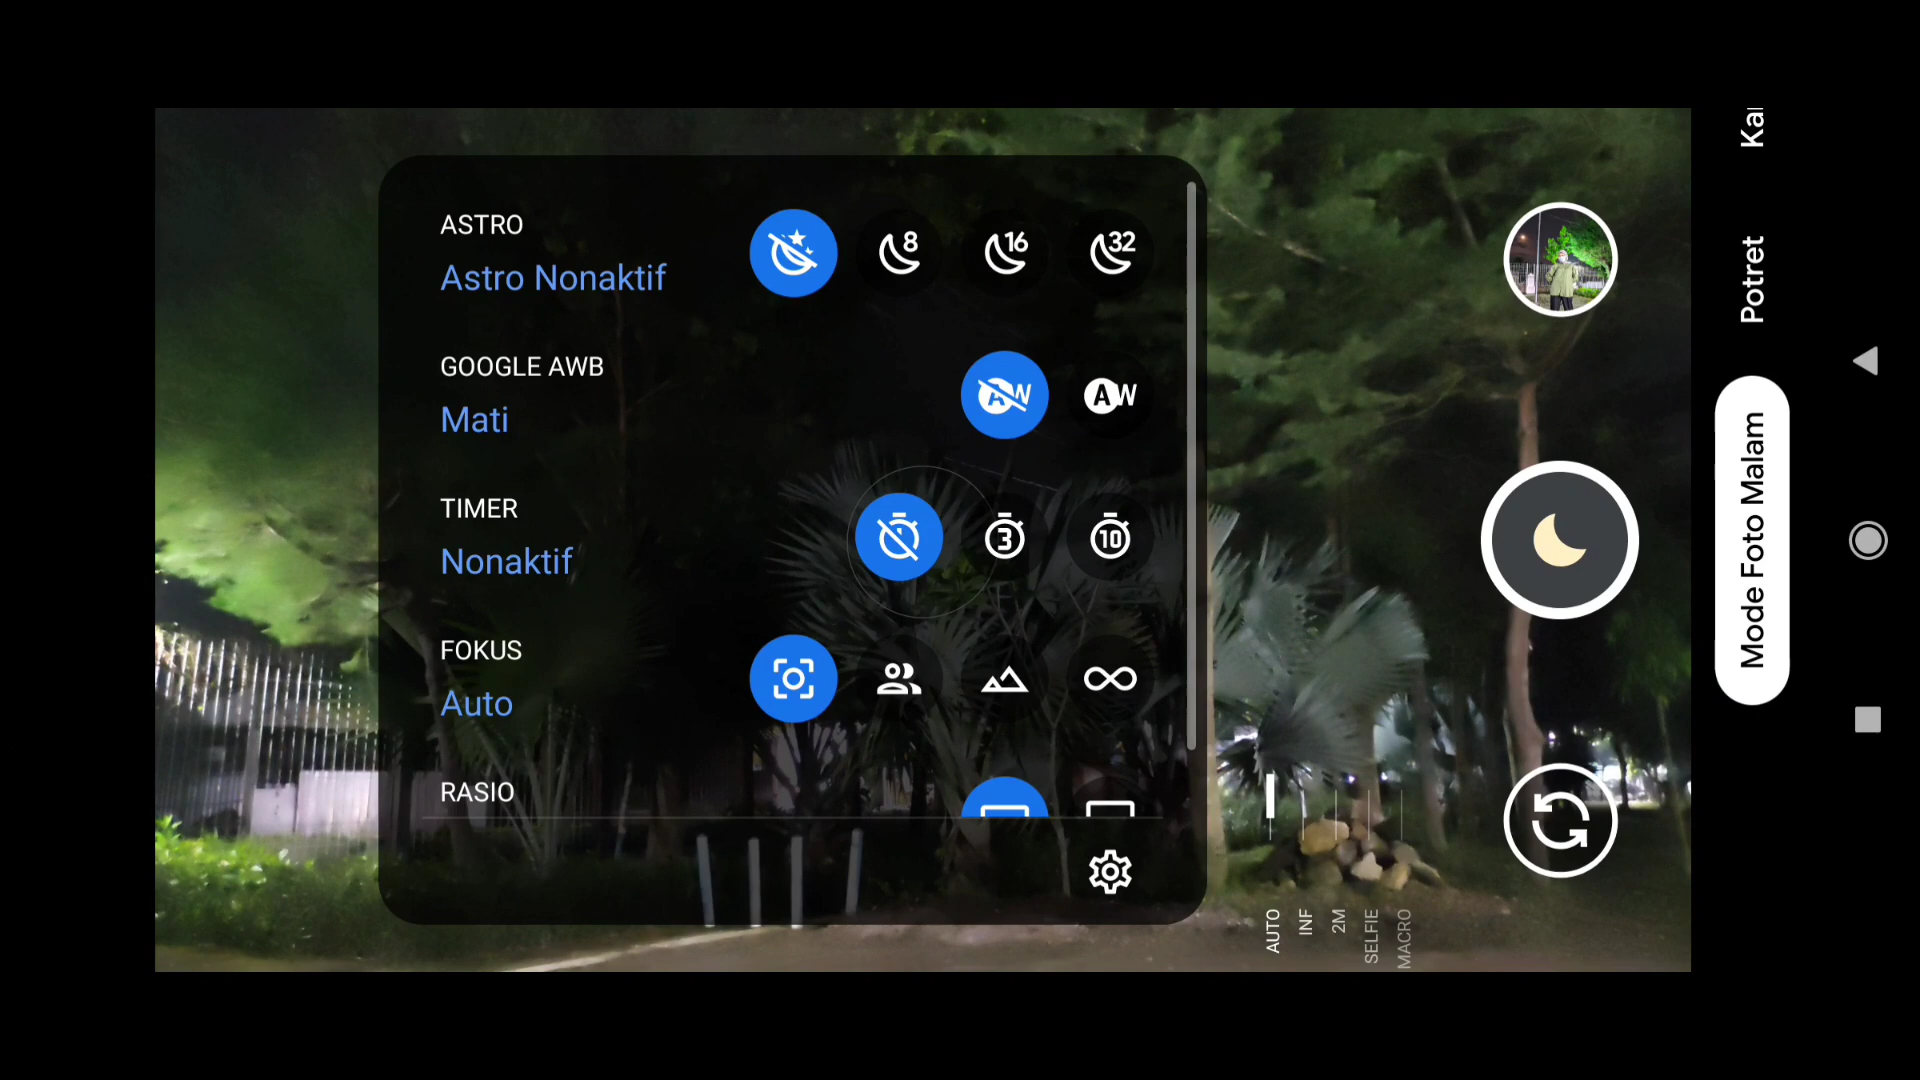 ASTRO
Astro Nonaktif
8
16
32
GOOGLE AWB
Mati
AW
AW
TIMER
Nonaktif
3
10
FOKUS
Auto
RASIO
AUTO
INF
2M
SELFIE
MACRO
Potret
Mode Foto Malam